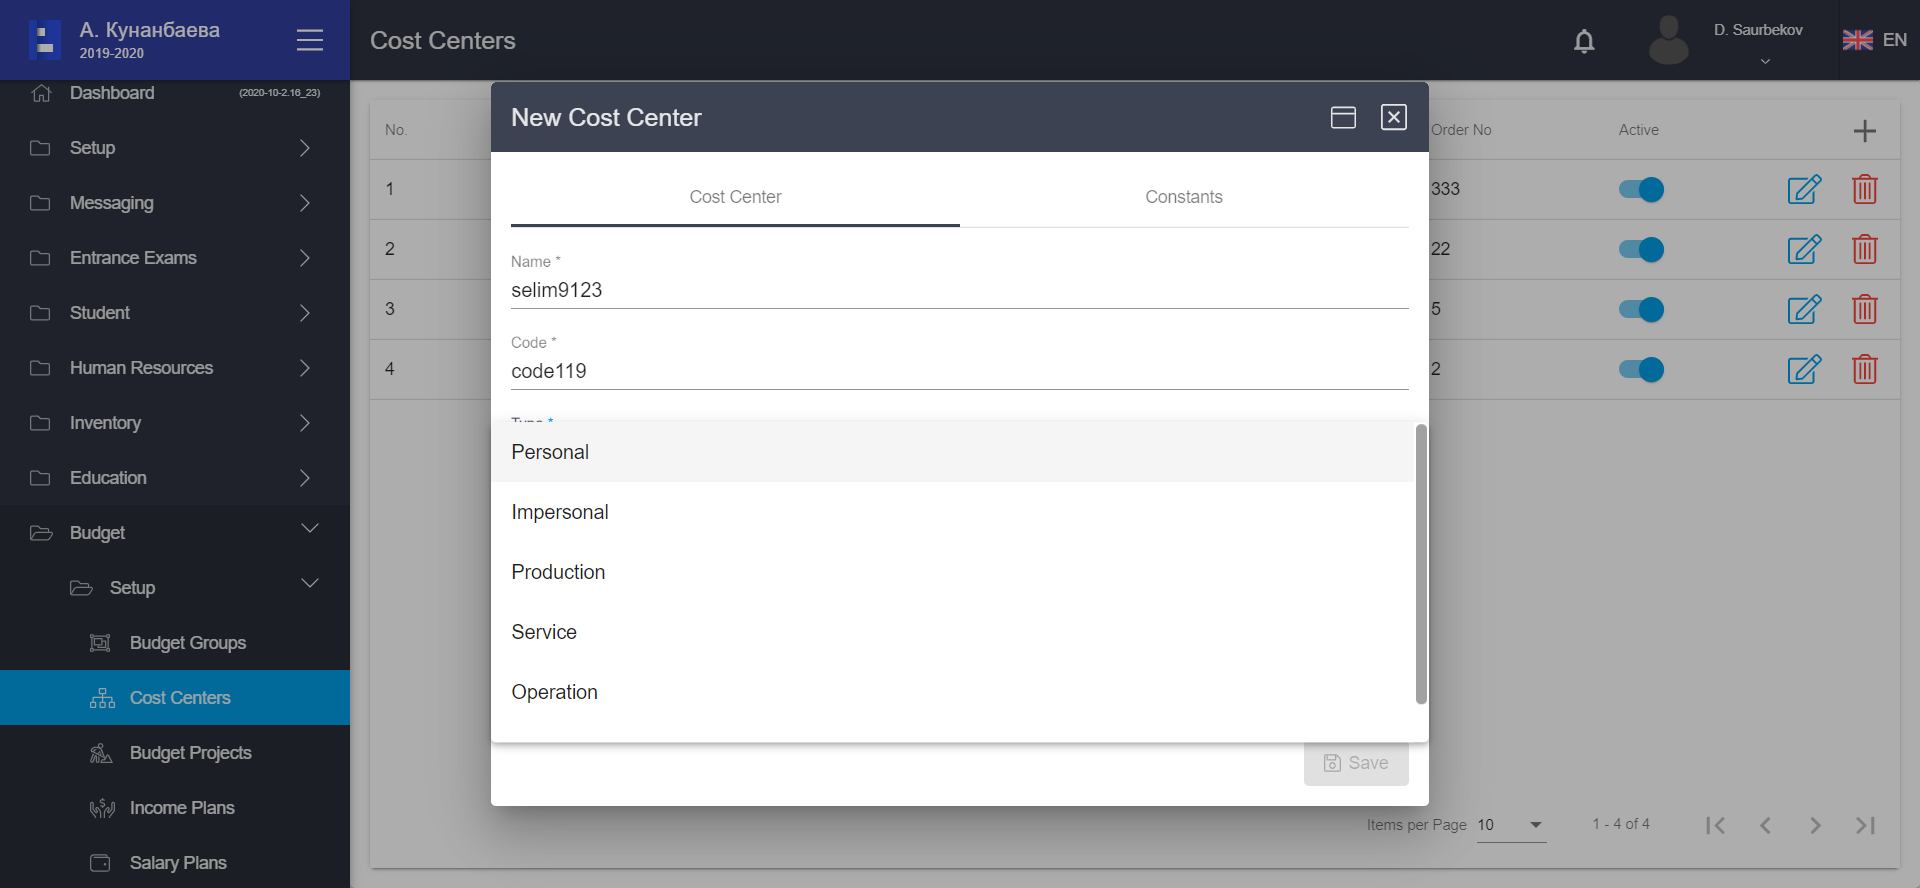 А. Кунанбаева
2019-2020
Cost Centers
D. Saurbekov
EN
Dashboard
(2020-10-2.16_23)
Setup
Messaging
Entrance Exams
Student
Human Resources
Inventory
Education
Budget
Setup
Budget Groups
Cost Centers
Budget Projects
Income Plans
Salary Plans
No.
Order No
Active
1
333
2
22
3
5
4
2
New Cost Center
Cost Center
Constants
Name *
selim9123
Code *
code119
Type *
Personal
Impersonal
Production
Service
Operation
Save
Items per Page
10
1 - 4 of 4